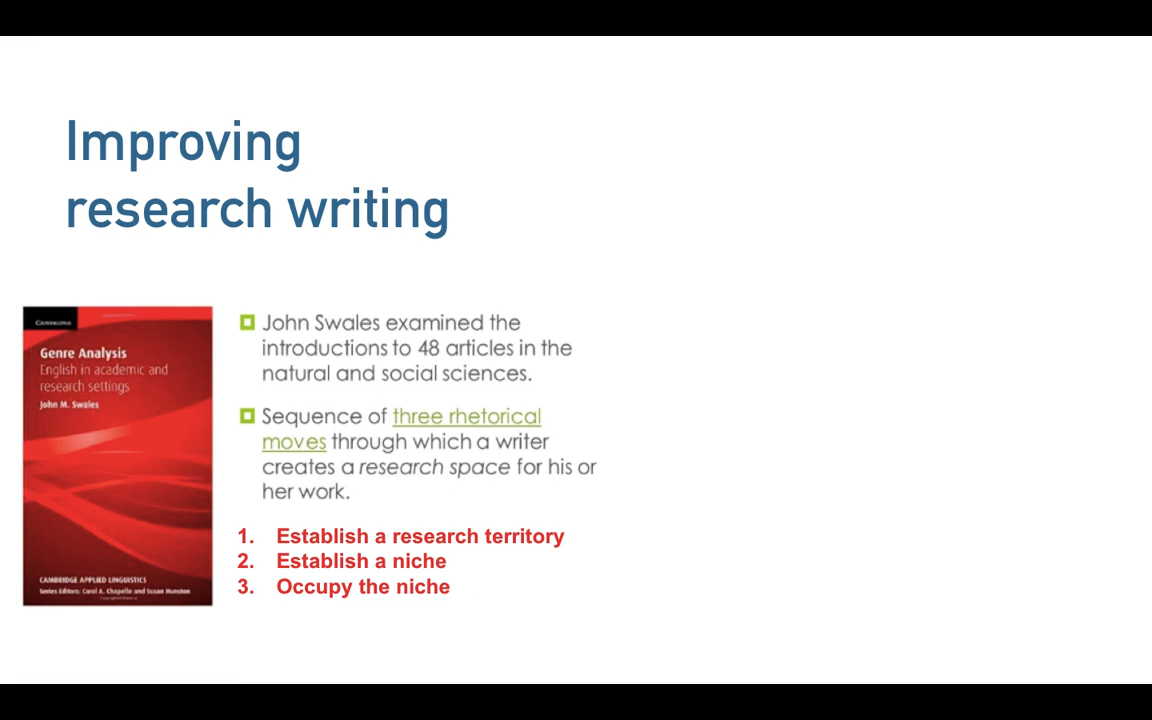 Improving
research writing
CAMBRIDGE
Genre Analysis
English in academic and
research settings
John M. Swales
CAMBRIDGE APPLIED LINGUISTICS
Series Editors: Carol A. Chapelle and Susan Hunston
John Swales examined the
introductions to 48 articles in the
natural and social sciences.
Sequence of three rhetorical
moves through which a writer
creates a research space for his or
her work.
1. Establish a research territory
2. Establish a niche
3. Occupy the niche